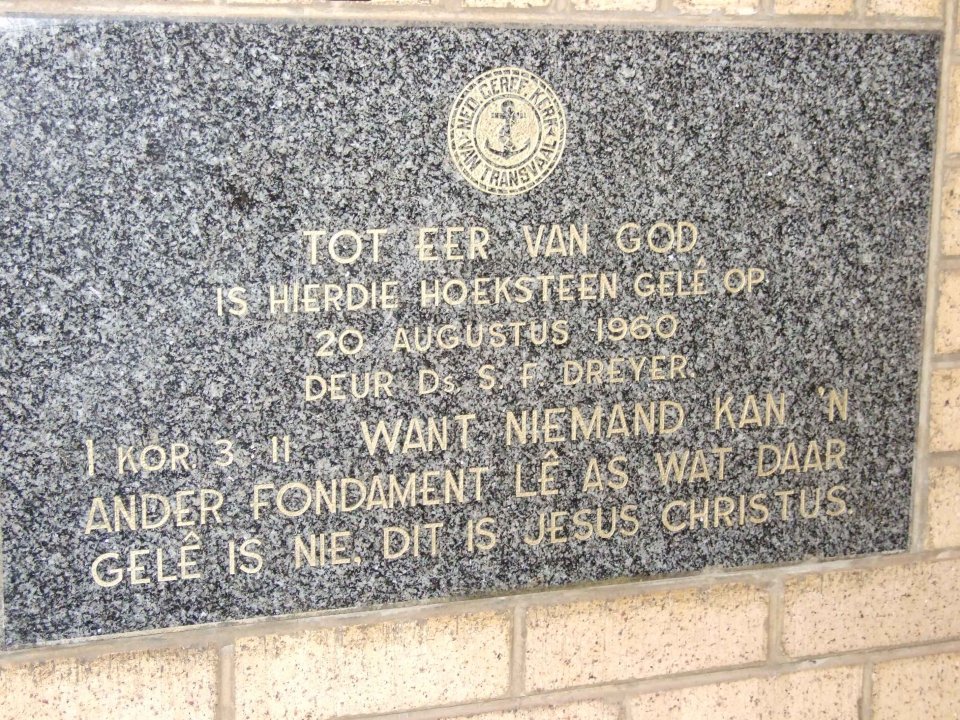 NED. GEREF. KERK
VAN TRANSVAAL
TOT EER VAN GOD
IS HIERDIE HOEKSTEEN GELÊ OP
20 AUGUSTUS 1960
DEUR Ds. S. F. DREYER.
1 KOR. 3 : 11 WANT NIEMAND KAN 'N
ANDER FONDAMENT LÊ AS WAT DAAR
GELÊ IS NIE, DIT IS JESUS CHRISTUS.